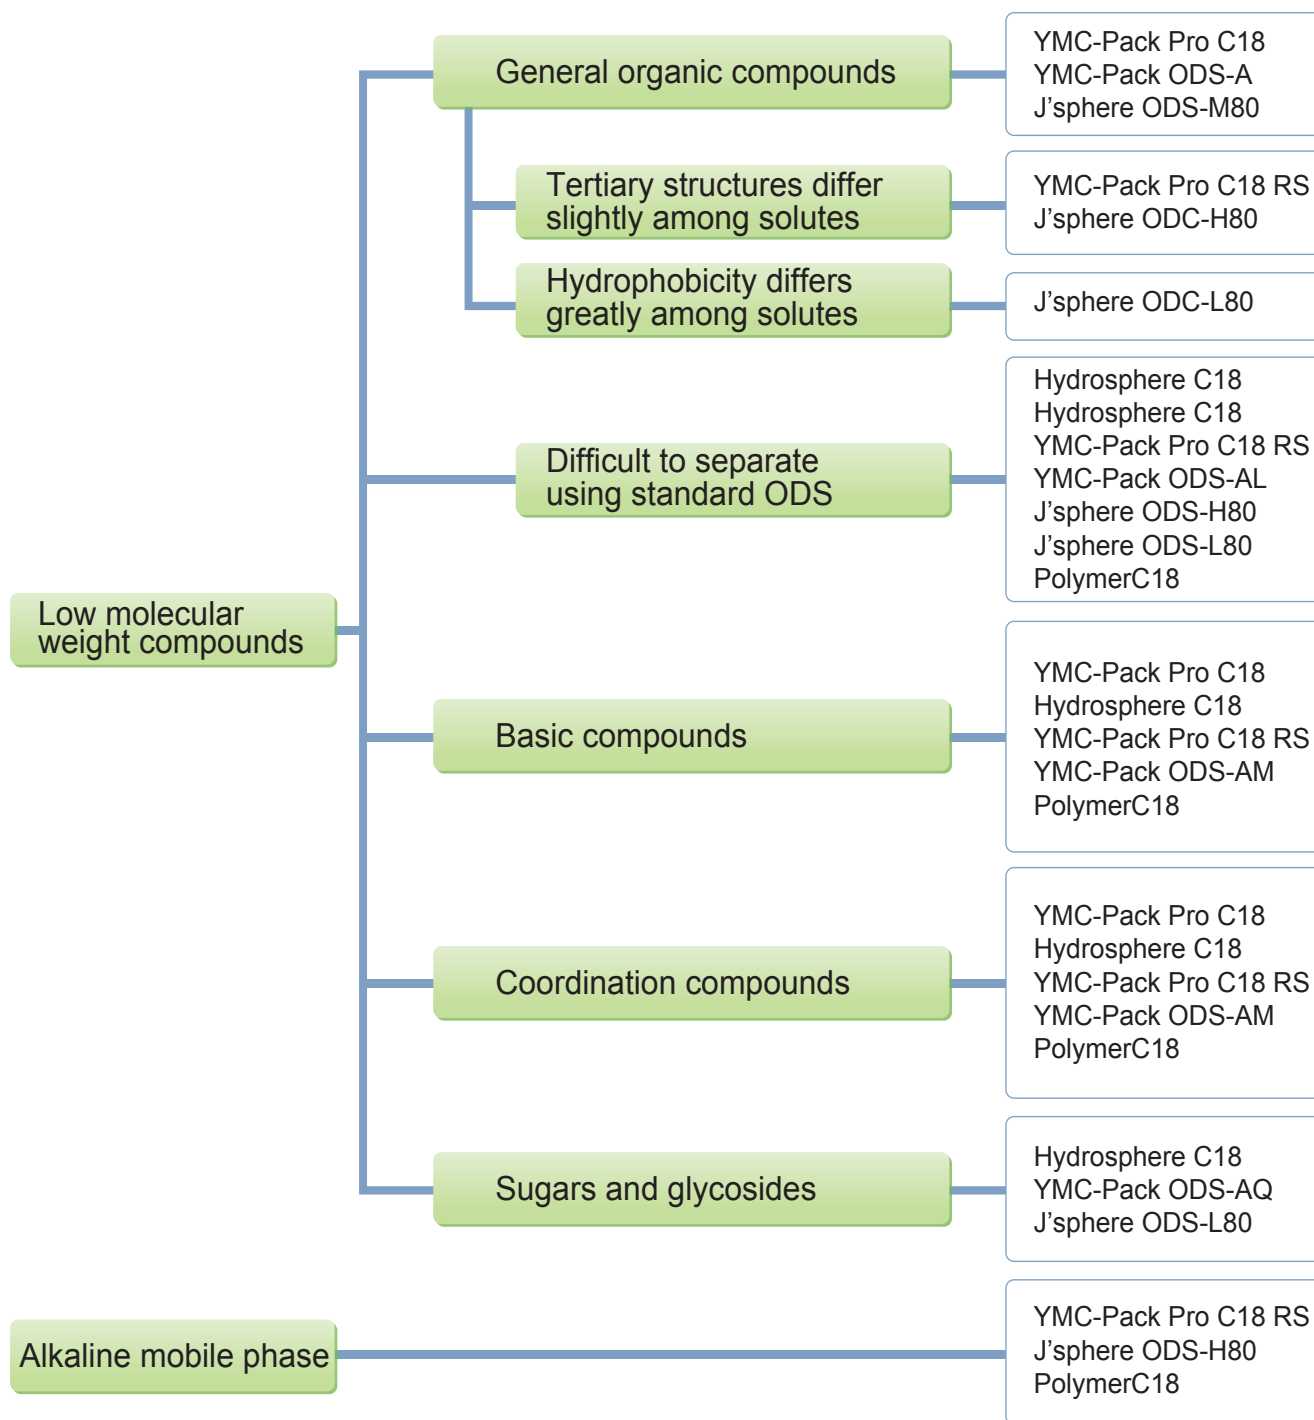 General organic compounds
YMC-Pack Pro C18
YMC-Pack ODS-A
J’sphere ODS-M80
Tertiary structures differ
slightly among solutes
YMC-Pack Pro C18 RS
J’sphere ODC-H80
Hydrophobicity differs
greatly among solutes
J’sphere ODC-L80
Difficult to separate
using standard ODS
Hydrosphere C18
Hydrosphere C18
YMC-Pack Pro C18 RS
YMC-Pack ODS-AL
J’sphere ODS-H80
J’sphere ODS-L80
PolymerC18
Low molecular
weight compounds
Basic compounds
YMC-Pack Pro C18
Hydrosphere C18
YMC-Pack Pro C18 RS
YMC-Pack ODS-AM
PolymerC18
Coordination compounds
YMC-Pack Pro C18
Hydrosphere C18
YMC-Pack Pro C18 RS
YMC-Pack ODS-AM
PolymerC18
Sugars and glycosides
Hydrosphere C18
YMC-Pack ODS-AQ
J’sphere ODS-L80
Alkaline mobile phase
YMC-Pack Pro C18 RS
J’sphere ODS-H80
PolymerC18